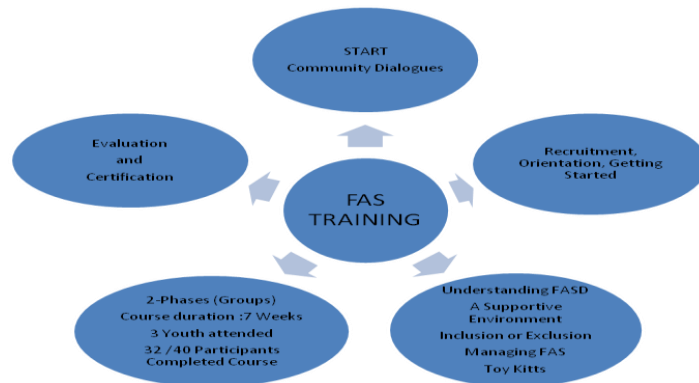 START
Community Dialogues
Evaluation
and
Certification
Recruitment,
Orientation, Getting
Started
FAS
TRAINING
2-Phases (Groups)
Course duration :7 Weeks
3 Youth attended
32 /40 Participants
Completed Course
Understanding FASD
A Supportive
Environment
Inclusion or Exclusion
Managing FAS
Toy Kitts